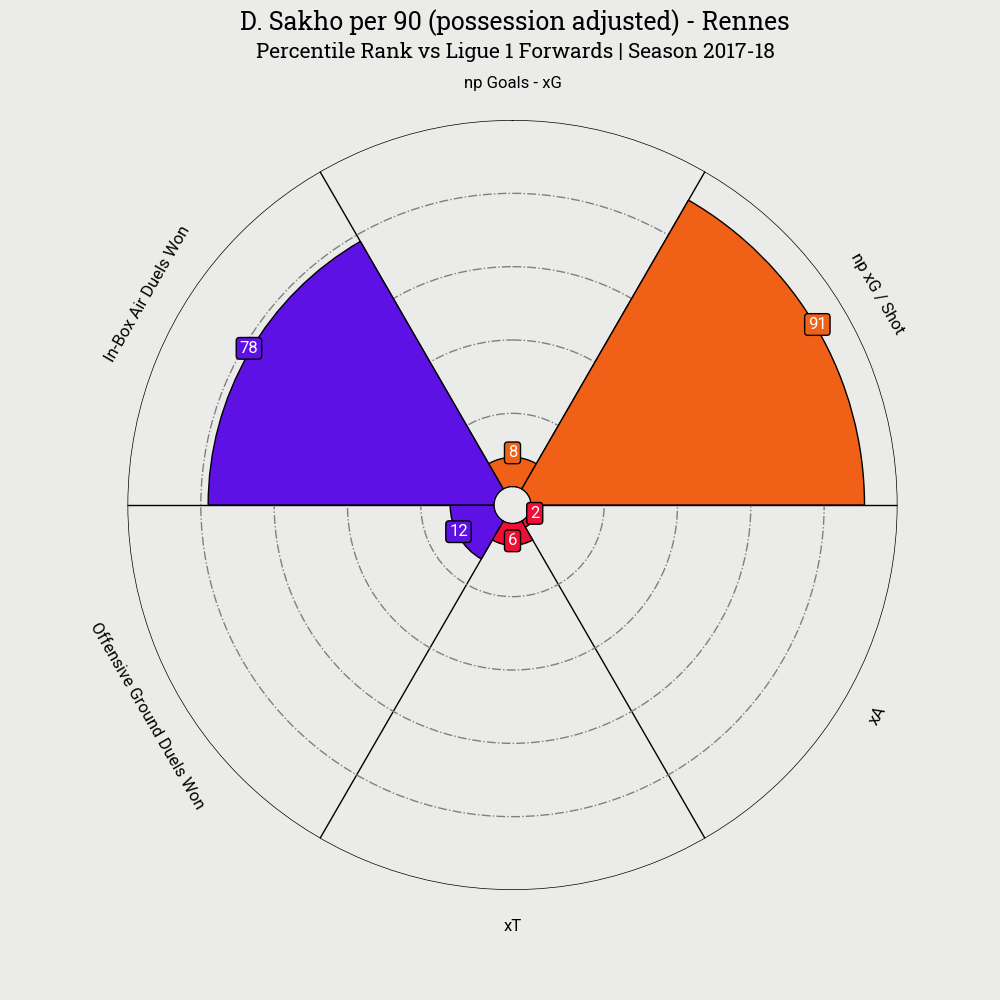 D. Sakho per 90 (possession adjusted) - Rennes
Percentile Rank vs Ligue 1 Forwards | Season 2017-18
np Goals - xG
In-Box Air Duels Won
np xG / Shot
91
78
8
2
12
6
Offensive Ground Duels Won
xA
xT